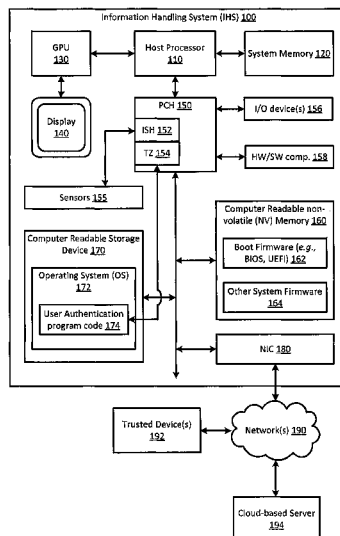 Information Handling System (IHS) 100
GPU
130
Host Processor
110
System Memory
120
Display
140
PCH 150
ISH 152
TZ 154
I/O device(s) 156
HW/SW comp. 158
Sensors 155
Computer Readable Storage
Device
170
Operating System (OS)
172
User Authentication
program code 174
Computer Readable non-
volatile (NV) Memory
160
Boot Firmware (e.g.,
BIOS, UEFI) 162
Other System Firmware
164
NIC 180
Trusted Device(s)
192
Network(s) 190
Cloud-based Server
194